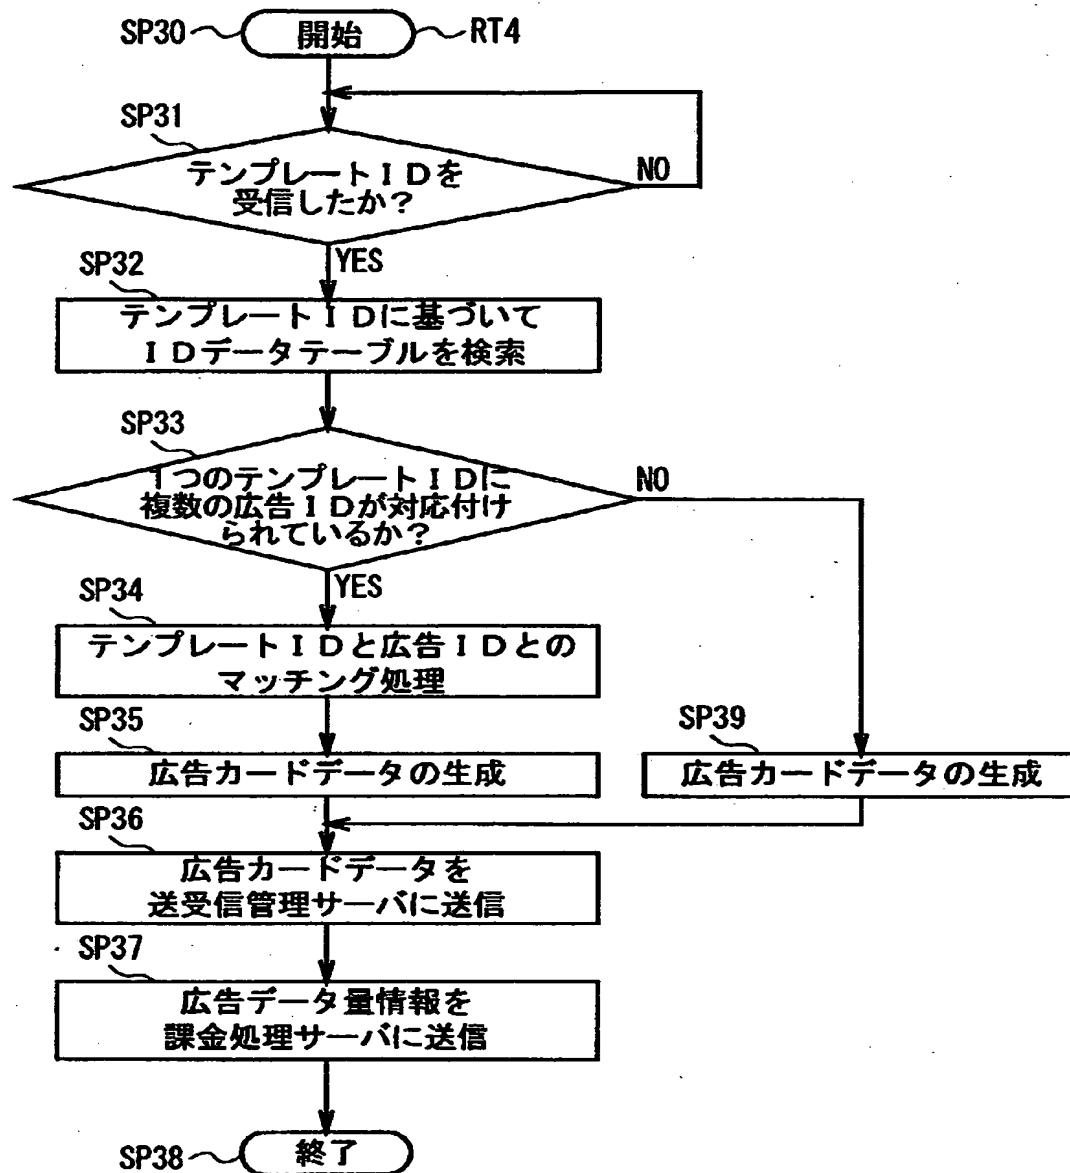 SP30 開始 RT4
SP31
テンプレートＩＤを
受信したか？
NO
YES
SP32
テンプレートＩＤに基づいて
ＩＤデータテーブルを検索
SP33
１つのテンプレートＩＤに
複数の広告ＩＤが対応付け
られているか？
NO
YES
SP34
テンプレートＩＤと広告ＩＤとの
マッチング処理
SP35
広告カードデータの生成
SP39
広告カードデータの生成
SP36
広告カードデータを
送受信管理サーバに送信
SP37
広告データ量情報を
課金処理サーバに送信
SP38 終了